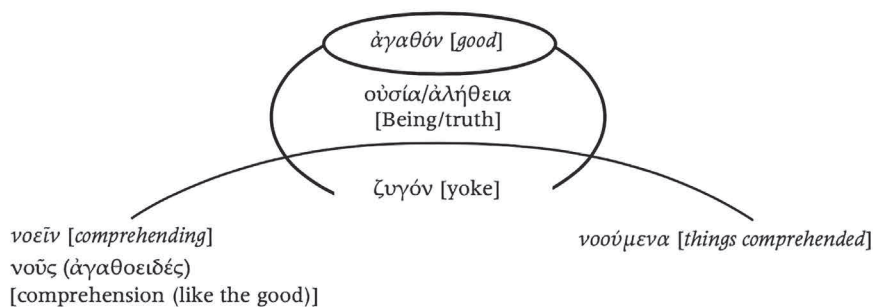 ἀγαθόν [good]
οὐσία/ἀλήθεια
[Being/truth]
ζυγόν [yoke]
νοεῖν [comprehending]
νοούμενα [things comprehended]
νοῦς (ἀγαθοειδές)
[comprehension (like the good)]